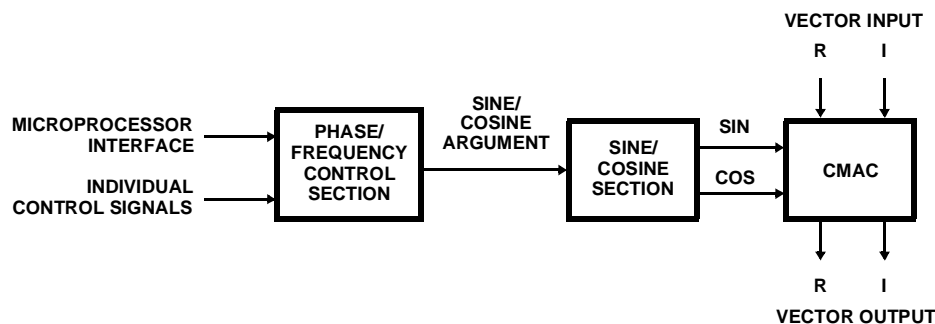 VECTOR INPUT
R I
MICROPROCESSOR
INTERFACE
INDIVIDUAL
CONTROL SIGNALS
PHASE/
FREQUENCY
CONTROL
SECTION
SINE/
COSINE
ARGUMENT
SINE/
COSINE
SECTION
SIN
COS
CMAC
R I
VECTOR OUTPUT